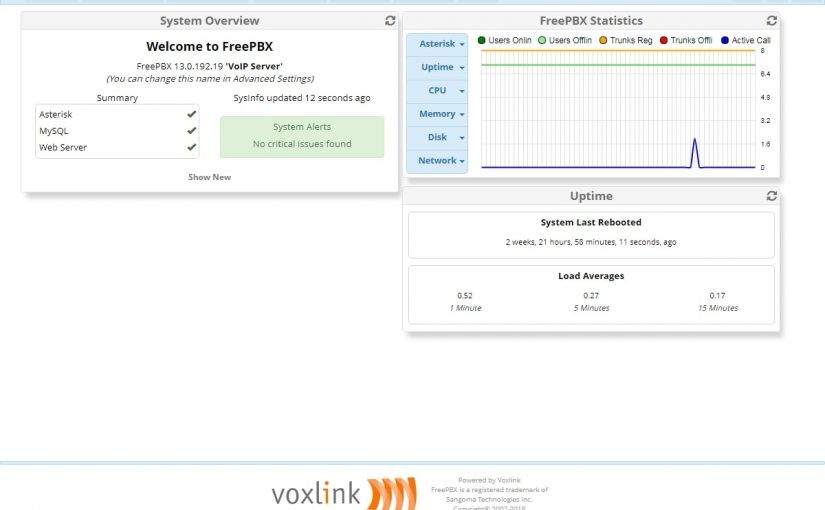 System Overview
Welcome to FreePBX
FreePBX 13.0.192.19 'VoIP Server'
(You can change this name in Advanced Settings)
Summary
Asterisk
MySQL
Web Server
SysInfo updated 12 seconds ago
System Alerts
No critical issues found
Show New
FreePBX Statistics
Asterisk
Uptime
CPU
Memory
Disk
Network
Users Onlin Users Offlin Trunks Reg Trunks Offli Active Call
8
6.4
4.8
3.2
1.6
0
Uptime
System Last Rebooted
2 weeks, 21 hours, 58 minutes, 11 seconds, ago
Load Averages
0.52 0.27 0.17
1 Minute 5 Minutes 15 Minutes
voxlink
Powered by Voxlink
FreePBX is a registered trademark of
Sangoma Technologies Inc.
Copyright© 2007-2018